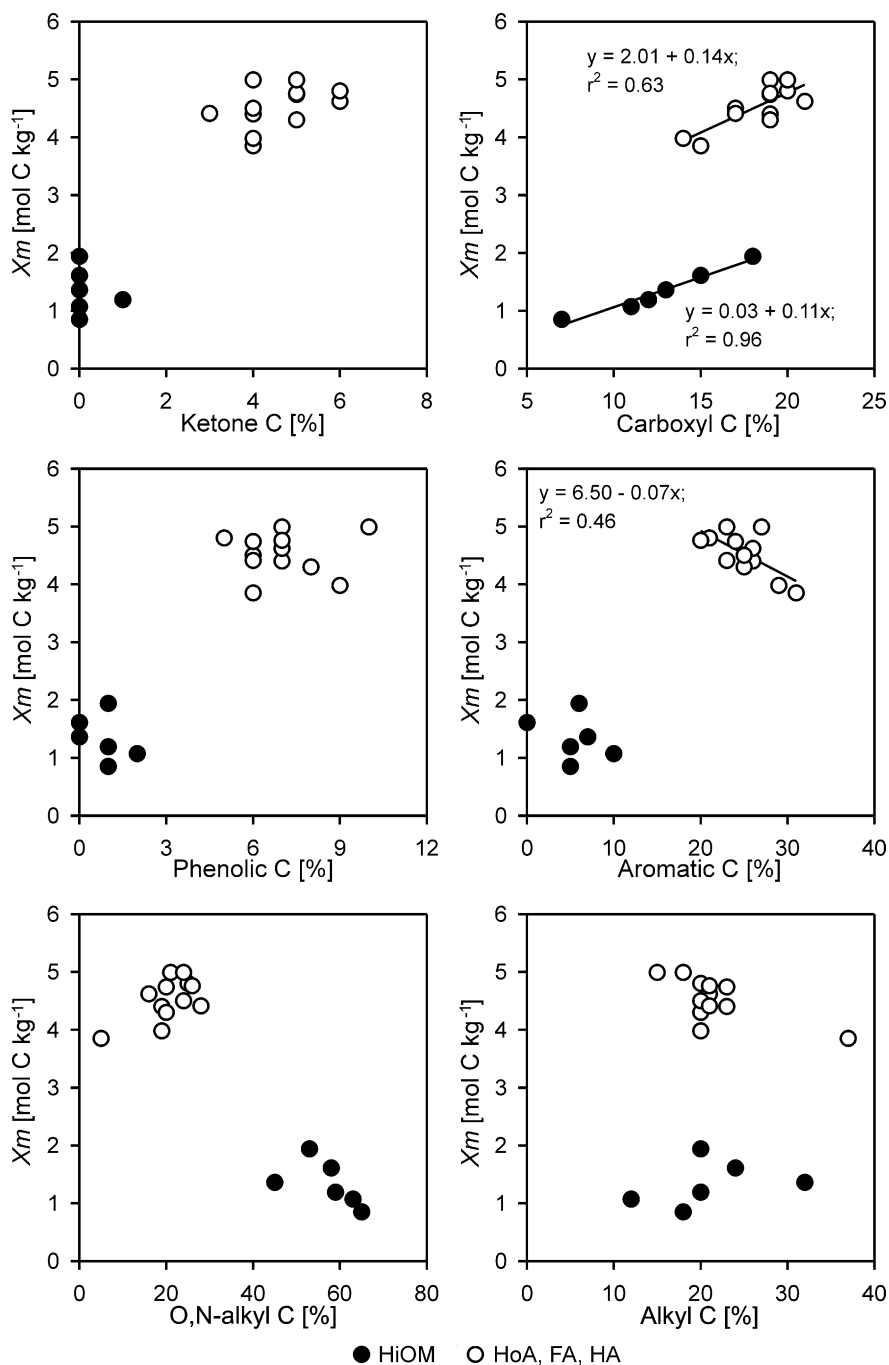 6
5
4
3
2
1
0
Xm [mol C kg-1]
0 2 4 6 8
Ketone C [%]
6
5
4
3
2
1
0
Xm [mol C kg-1]
y = 2.01 + 0.14x;
r2 = 0.63
y = 0.03 + 0.11x;
r2 = 0.96
5 10 15 20 25
Carboxyl C [%]
6
5
4
3
2
1
0
Xm [mol C kg-1]
0 3 6 9 12
Phenolic C [%]
6
5
4
3
2
1
0
Xm [mol C kg-1]
y = 6.50 - 0.07x;
r2 = 0.46
0 10 20 30 40
Aromatic C [%]
6
5
4
3
2
1
0
Xm [mol C kg-1]
0 20 40 60 80
O,N-alkyl C [%]
6
5
4
3
2
1
0
Xm [mol C kg-1]
0 10 20 30 40
Alkyl C [%]
HiOM HoA, FA, HA